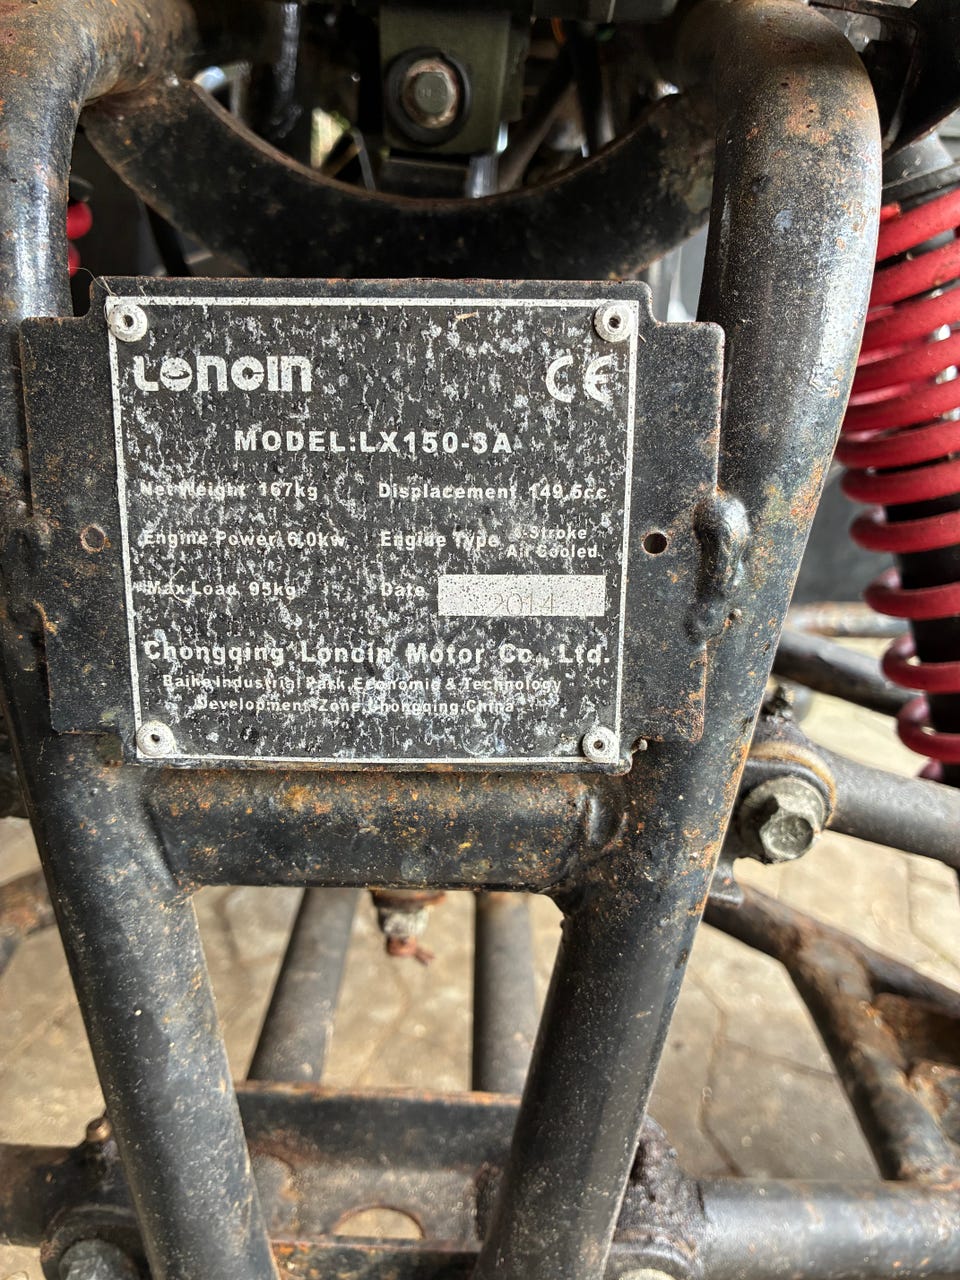 LONCIN
CE
MODEL:LX150-3A
Net Weight 167kg Displacement 149.5cc
Engine Power 6.0kw Engine Type 4-Stroke
Air Cooled
Max Load 95kg Date 2014
Chongqing Loncin Motor Co., Ltd.
Baihe Industrial Park, Economic & Technology
Development Zone, Chongqing, China